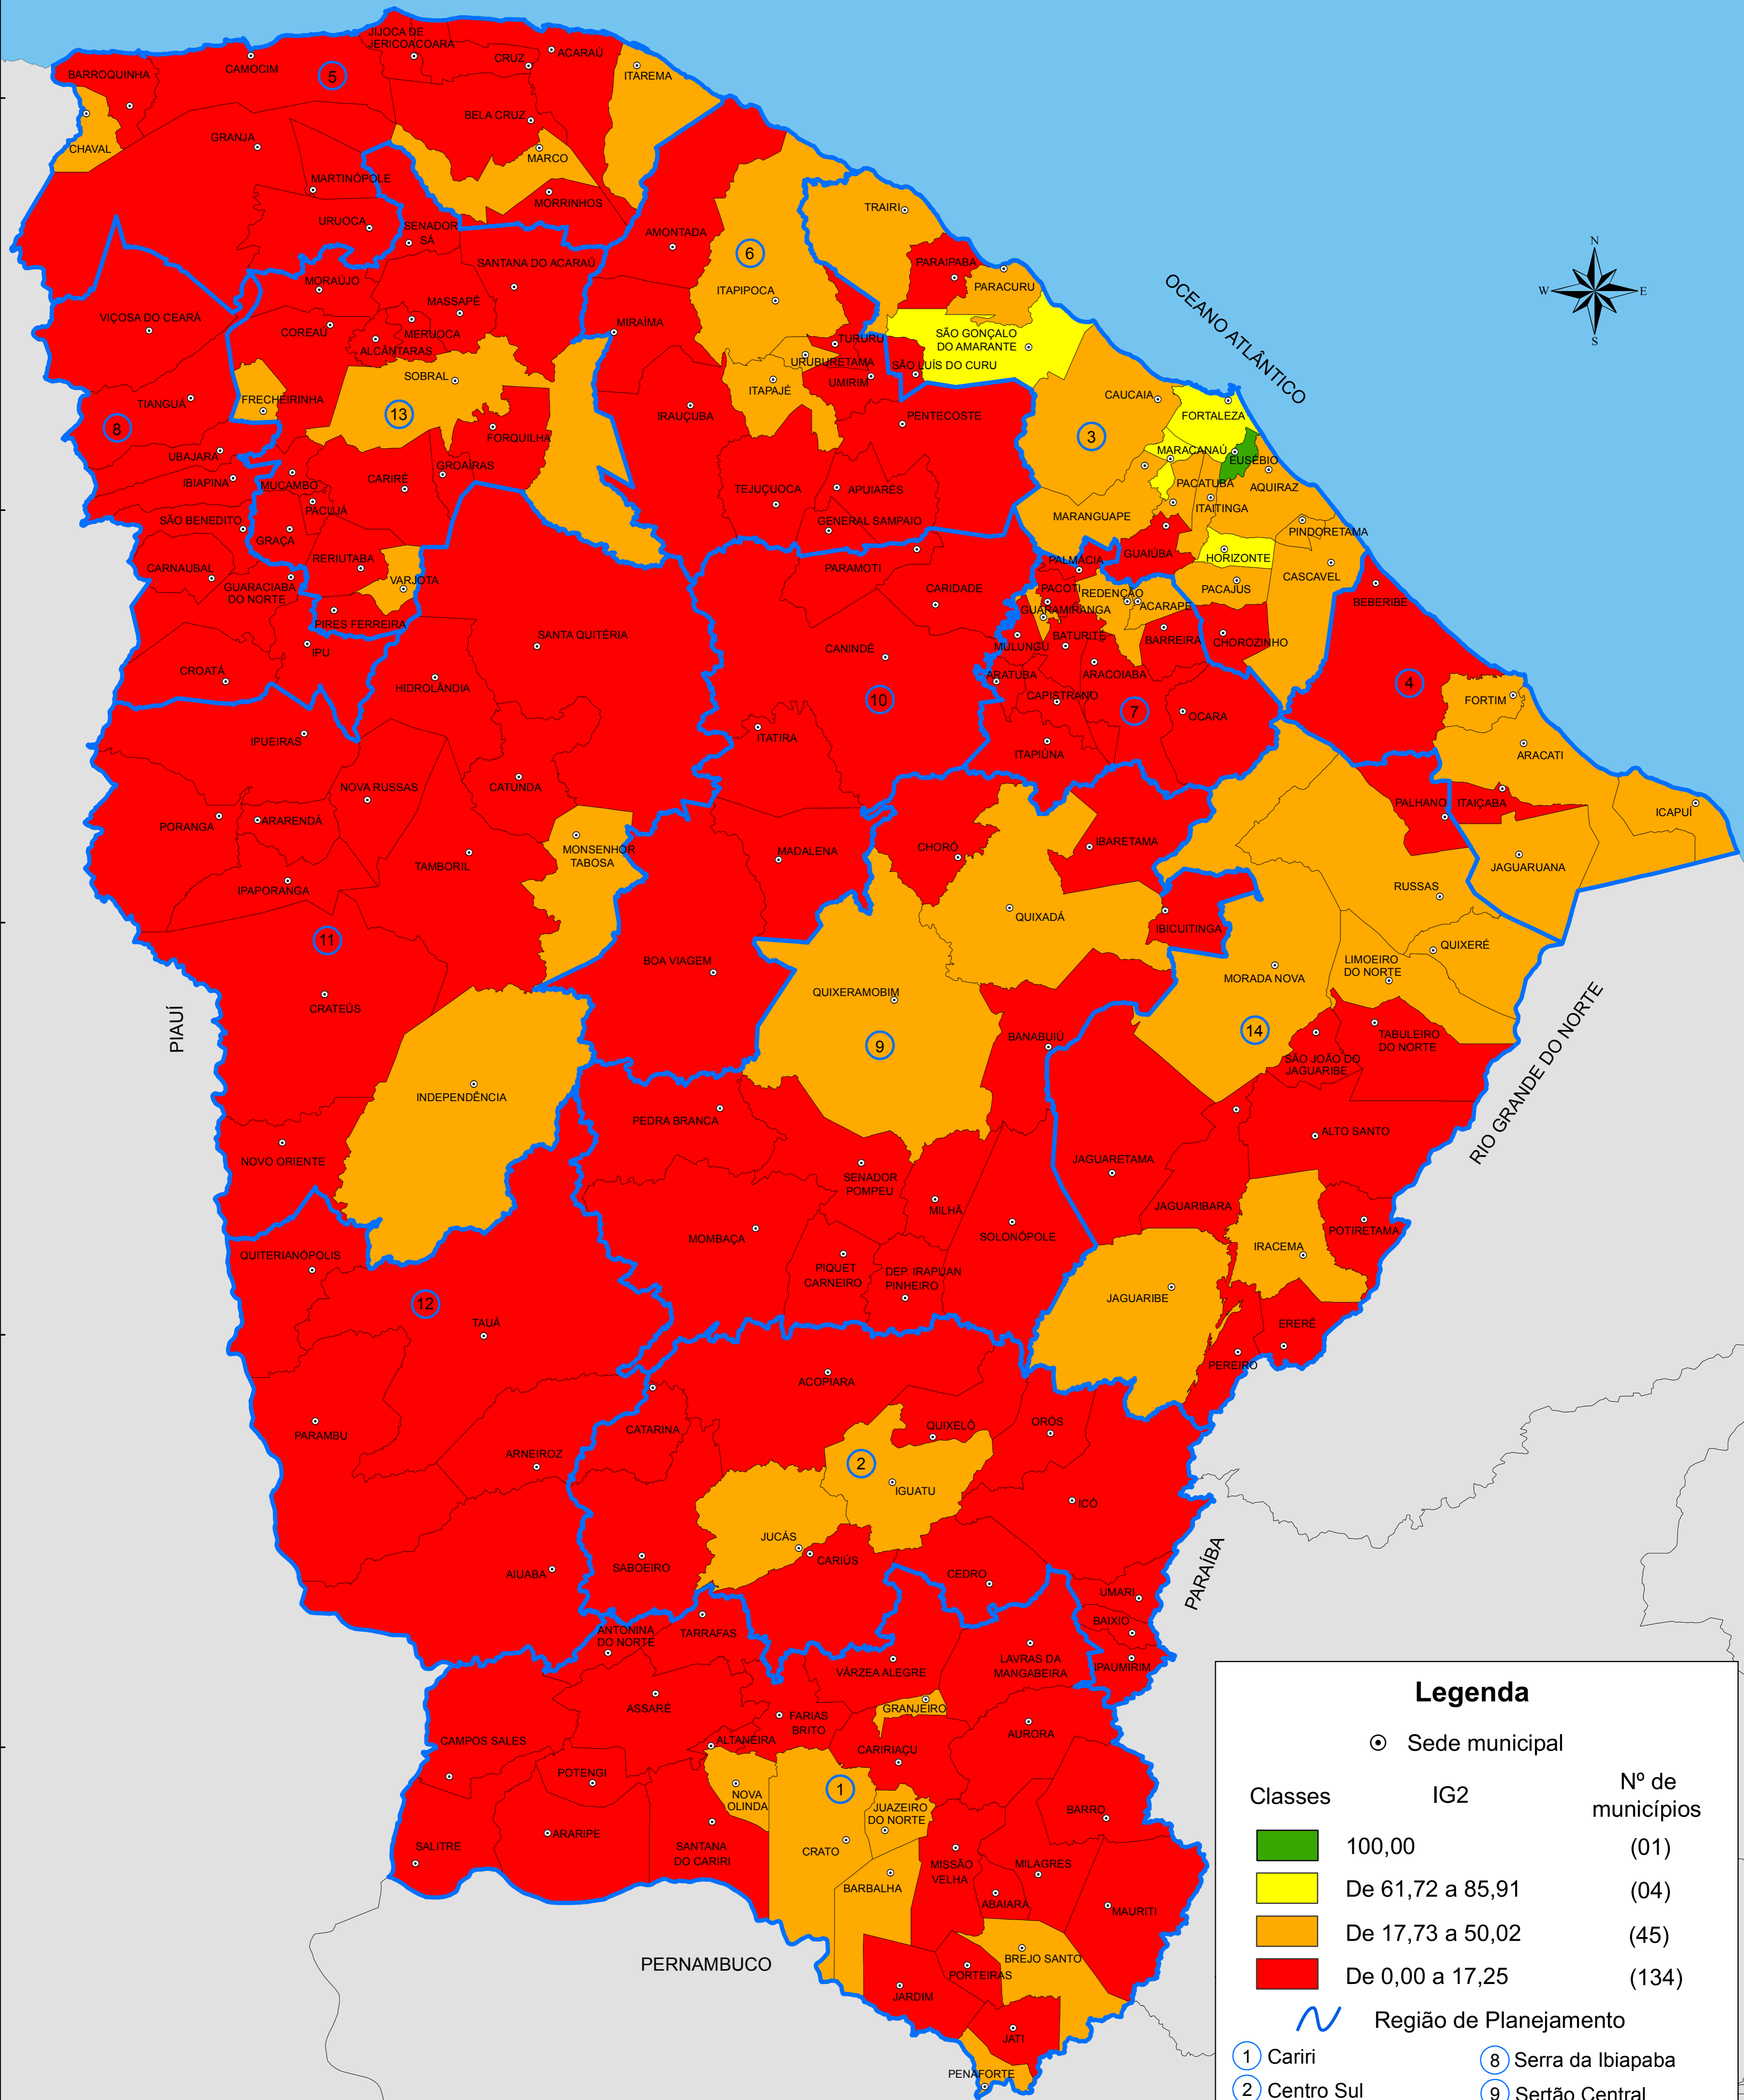 JIJOCA DE
JERICOACOARA
CRUZ
ACARAÚ
BARROQUINHA
CAMOCIM
5
ITAREMA
BELA CRUZ
CHAVAL
GRANJA
MARCO
MARTINÓPOLE
MORRINHOS
TRAIRI
URUOCA
SENADOR
SÁ
AMONTADA
6
N
W
E
S
SANTANA DO ACARAÚ
PARAIPABA
MORAÚJO
ITAPIPOCA
PARACURU
OCEANO ATLÂNTICO
MASSAPÊ
VIÇOSA DO CEARÁ
COREAÚ
MERUOCA
MIRAÍMA
SÃO GONÇALO
DO AMARANTE
ALCÂNTARAS
TURURU
URUBURETAMA
SÃO LUÍS DO CURU
SOBRAL
UMIRIM
ITAPAJÉ
TIANGUÁ
FRECHEIRINHA
13
CAUCAIA
FORTALEZA
8
IRAUÇUBA
PENTECOSTE
3
FORQUILHA
UBAJARA
MARACANAÚ
EUSÉBIO
GROAÍRAS
IBIAPINA
MUCAMBO
CARIRÉ
TEJUÇUOCA
APUIARÉS
PACATUBA
AQUIRAZ
PACUJÁ
ITAITINGA
SÃO BENEDITO
GENERAL SAMPAIO
MARANGUAPE
PINDORETAMA
GRAÇA
RERIUTABA
PALMÁCIA
GUAIÚBA
HORIZONTE
CARNAUBAL
PARAMOTI
GUARACIABA
DO NORTE
VARJOTA
CARIDADE
PACOTI
REDENÇÃO
PACAJUS
CASCAVEL
GUARAMIRANGA
ACARAPE
BEBERIBE
PIRES FERREIRA
SANTA QUITÉRIA
BATURITÉ
BARREIRA
CHOROZINHO
IPU
CANINDÉ
MULUNGU
CROATÁ
HIDROLÂNDIA
ARATUBA
ARACOIABA
4
10
CAPISTRANO
7
OCARA
FORTIM
IPUEIRAS
ITATIRA
ITAPIÚNA
ARACATI
NOVA RUSSAS
CATUNDA
PALHANO
ITAIÇABA
ICAPUÍ
PORANGA
ARARENDÁ
MONSENHOR
TABOSA
MADALENA
CHORÓ
IBARETAMA
TAMBORIL
JAGUARUANA
IPAPORANGA
RUSSAS
QUIXADÁ
11
IBICUITINGA
QUIXERÉ
BOA VIAGEM
LIMOEIRO
DO NORTE
MORADA NOVA
QUIXERAMOBIM
CRATEÚS
PIAUÍ
9
BANABUIÚ
14
TABULEIRO
DO NORTE
SÃO JOÃO DO
JAGUARIBE
RIO GRANDE DO NORTE
INDEPENDÊNCIA
PEDRA BRANCA
ALTO SANTO
NOVO ORIENTE
JAGUARETAMA
SENADOR
POMPEU
MILHÃ
JAGUARIBARA
MOMBAÇA
SOLONÓPOLE
POTIRETAMA
QUITERIANÓPOLIS
IRACEMA
PIQUET
CARNEIRO
DEP. IRAPUAN
PINHEIRO
12
JAGUARIBE
TAUÁ
ERERÊ
PEREIRO
ACOPIARA
PARAMBU
CATARINA
QUIXELÔ
ORÓS
ARNEIROZ
2
IGUATU
ICÓ
JUCÁS
CARIÚS
AIUABA
SABOEIRO
CEDRO
PARAÍBA
UMARI
ANTONINA
DO NORTE
TARRAFAS
BAIXIO
VÁRZEA ALEGRE
LAVRAS DA
MANGABEIRA
IPAUMIRIM
ASSARÉ
GRANJEIRO
FARIAS
BRITO
AURORA
CAMPOS SALES
ALTANEIRA
CARIRIAÇU
POTENGI
1
NOVA
OLINDA
JUAZEIRO
DO NORTE
BARRO
SALITRE
ARARIPE
SANTANA
DO CARIRI
CRATO
MISSÃO
VELHA
MILAGRES
BARBALHA
ABAIARA
MAURITI
PERNAMBUCO
BREJO SANTO
PORTEIRAS
JARDIM
JATI
PENAFORTE
Legenda
Sede municipal
Classes
IG2
Nº de
municípios
100,00 (01)
De 61,72 a 85,91 (04)
De 17,73 a 50,02 (45)
De 0,00 a 17,25 (134)
Região de Planejamento
1 Cariri
8 Serra da Ibiapaba
2 Centro Sul
9 Sertão Central